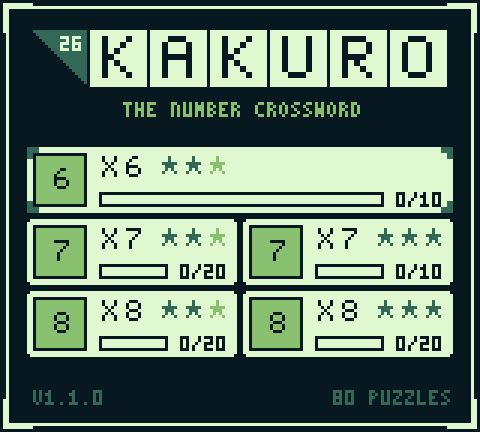 26 KAKURO
THE NUMBER CROSSWORD
6 X6 ★★★
0/10
7 X7 ★★★
0/20
7 X7 ★★★
0/10
8 X8 ★★★
0/20
8 X8 ★★★
0/20
V1.1.0
80 PUZZLES